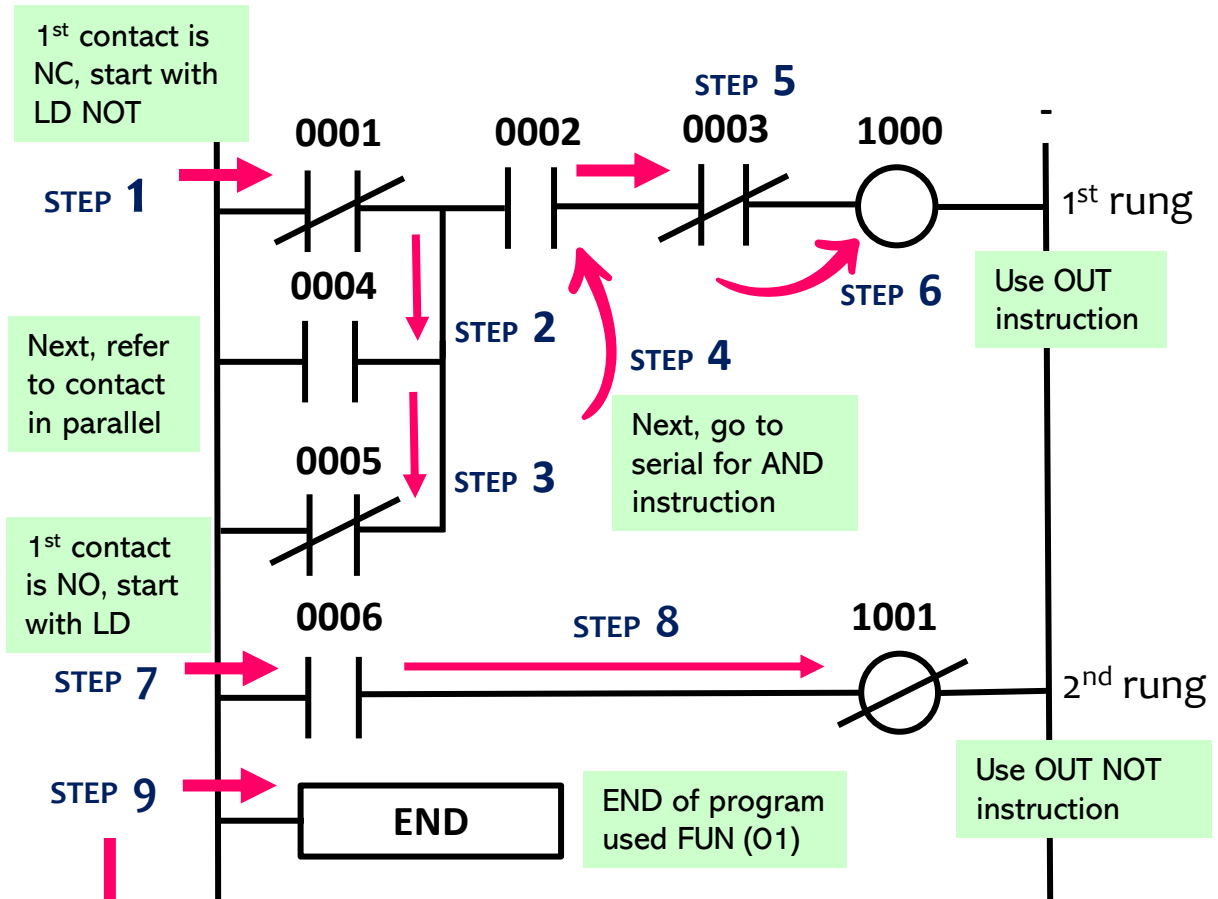 1st contact is
NC, start with
LD NOT
STEP 5
0001
0002
0003
1000
-
STEP 1
1st rung
0004
STEP 2
STEP 6
Use OUT
instruction
Next, refer
to contact
in parallel
STEP 4
Next, go to
serial for AND
instruction
0005
STEP 3
1st contact
is NO, start
with LD
0006
STEP 8
1001
STEP 7
2nd rung
Use OUT NOT
instruction
STEP 9
END
END of program
used FUN (01)